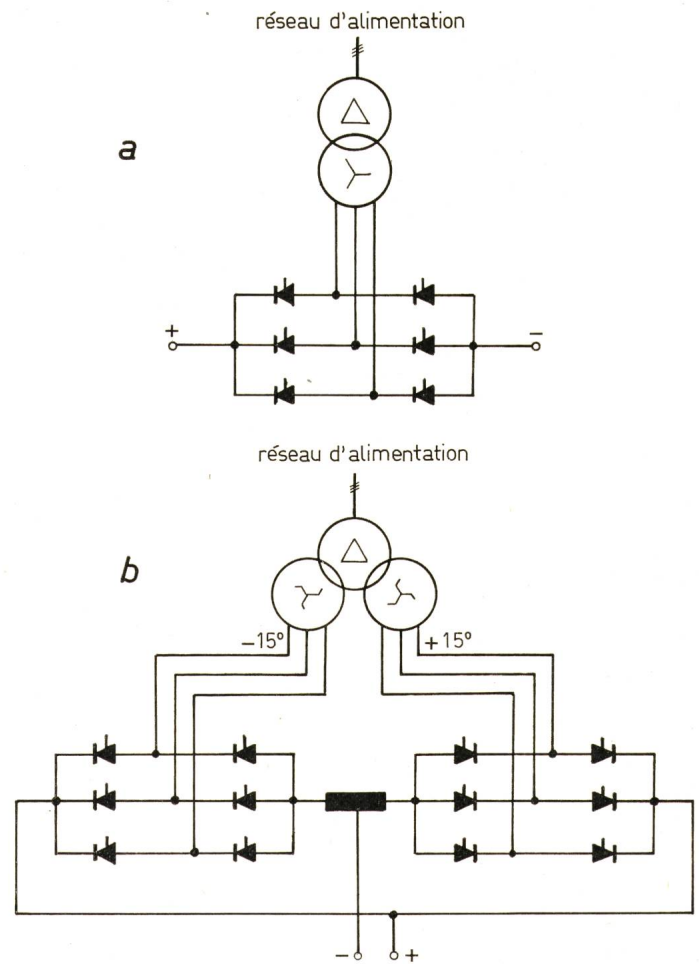 réseau d'alimentation
a
+
−
réseau d'alimentation
b
−15°
+15°
−
+